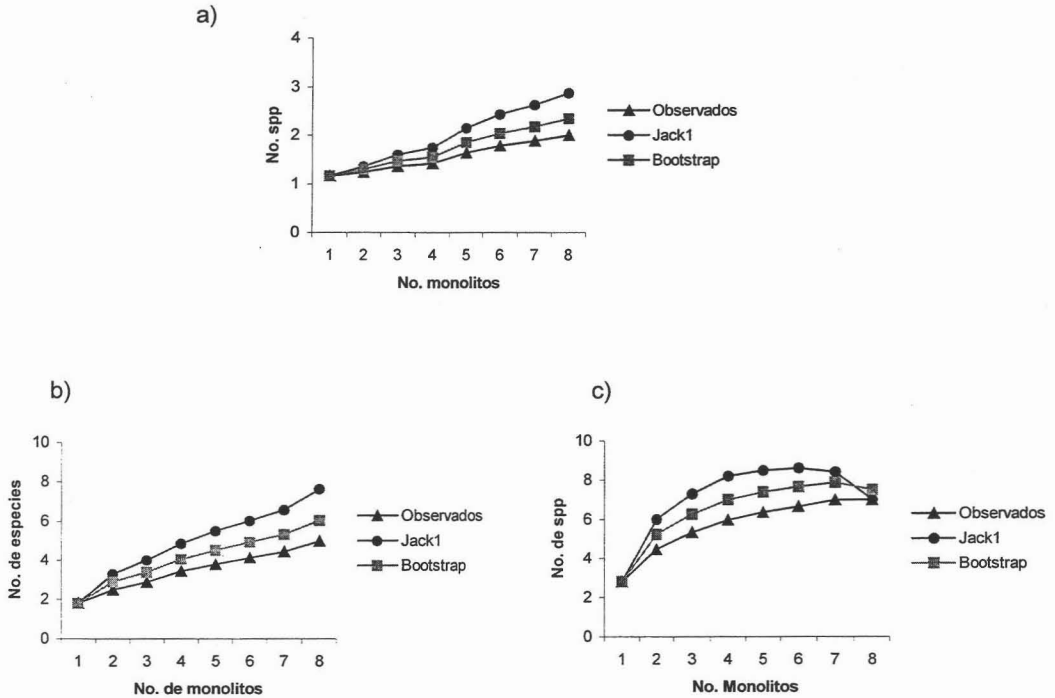 a)
4
3
2
1
0
No. spp
1 2 3 4 5 6 7 8
No. monolitos
Observados
Jack1
Bootstrap
b)
10
8
6
4
2
0
No. de especies
1 2 3 4 5 6 7 8
No. de monolitos
Observados
Jack1
Bootstrap
c)
10
8
6
4
2
0
No. de spp
1 2 3 4 5 6 7 8
No. Monolitos
Observados
Jack1
Bootstrap